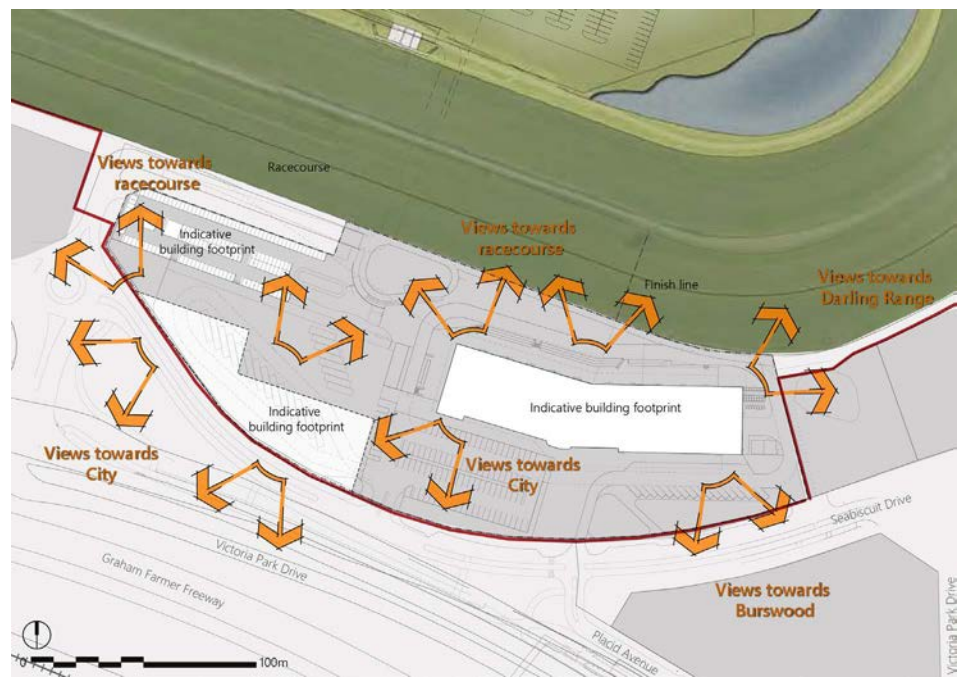 Racecourse
Views towards
racecourse
Indicative
building footprint
Views towards
racecourse
Finish line
Views towards
Darling Range
Indicative
building footprint
Indicative building footprint
Views towards
City
Views towards
City
Seabiscuit Drive
Victoria Park Drive
Graham Farmer Freeway
Views towards
Burswood
Placid Avenue
Victoria Park Drive
0 100m